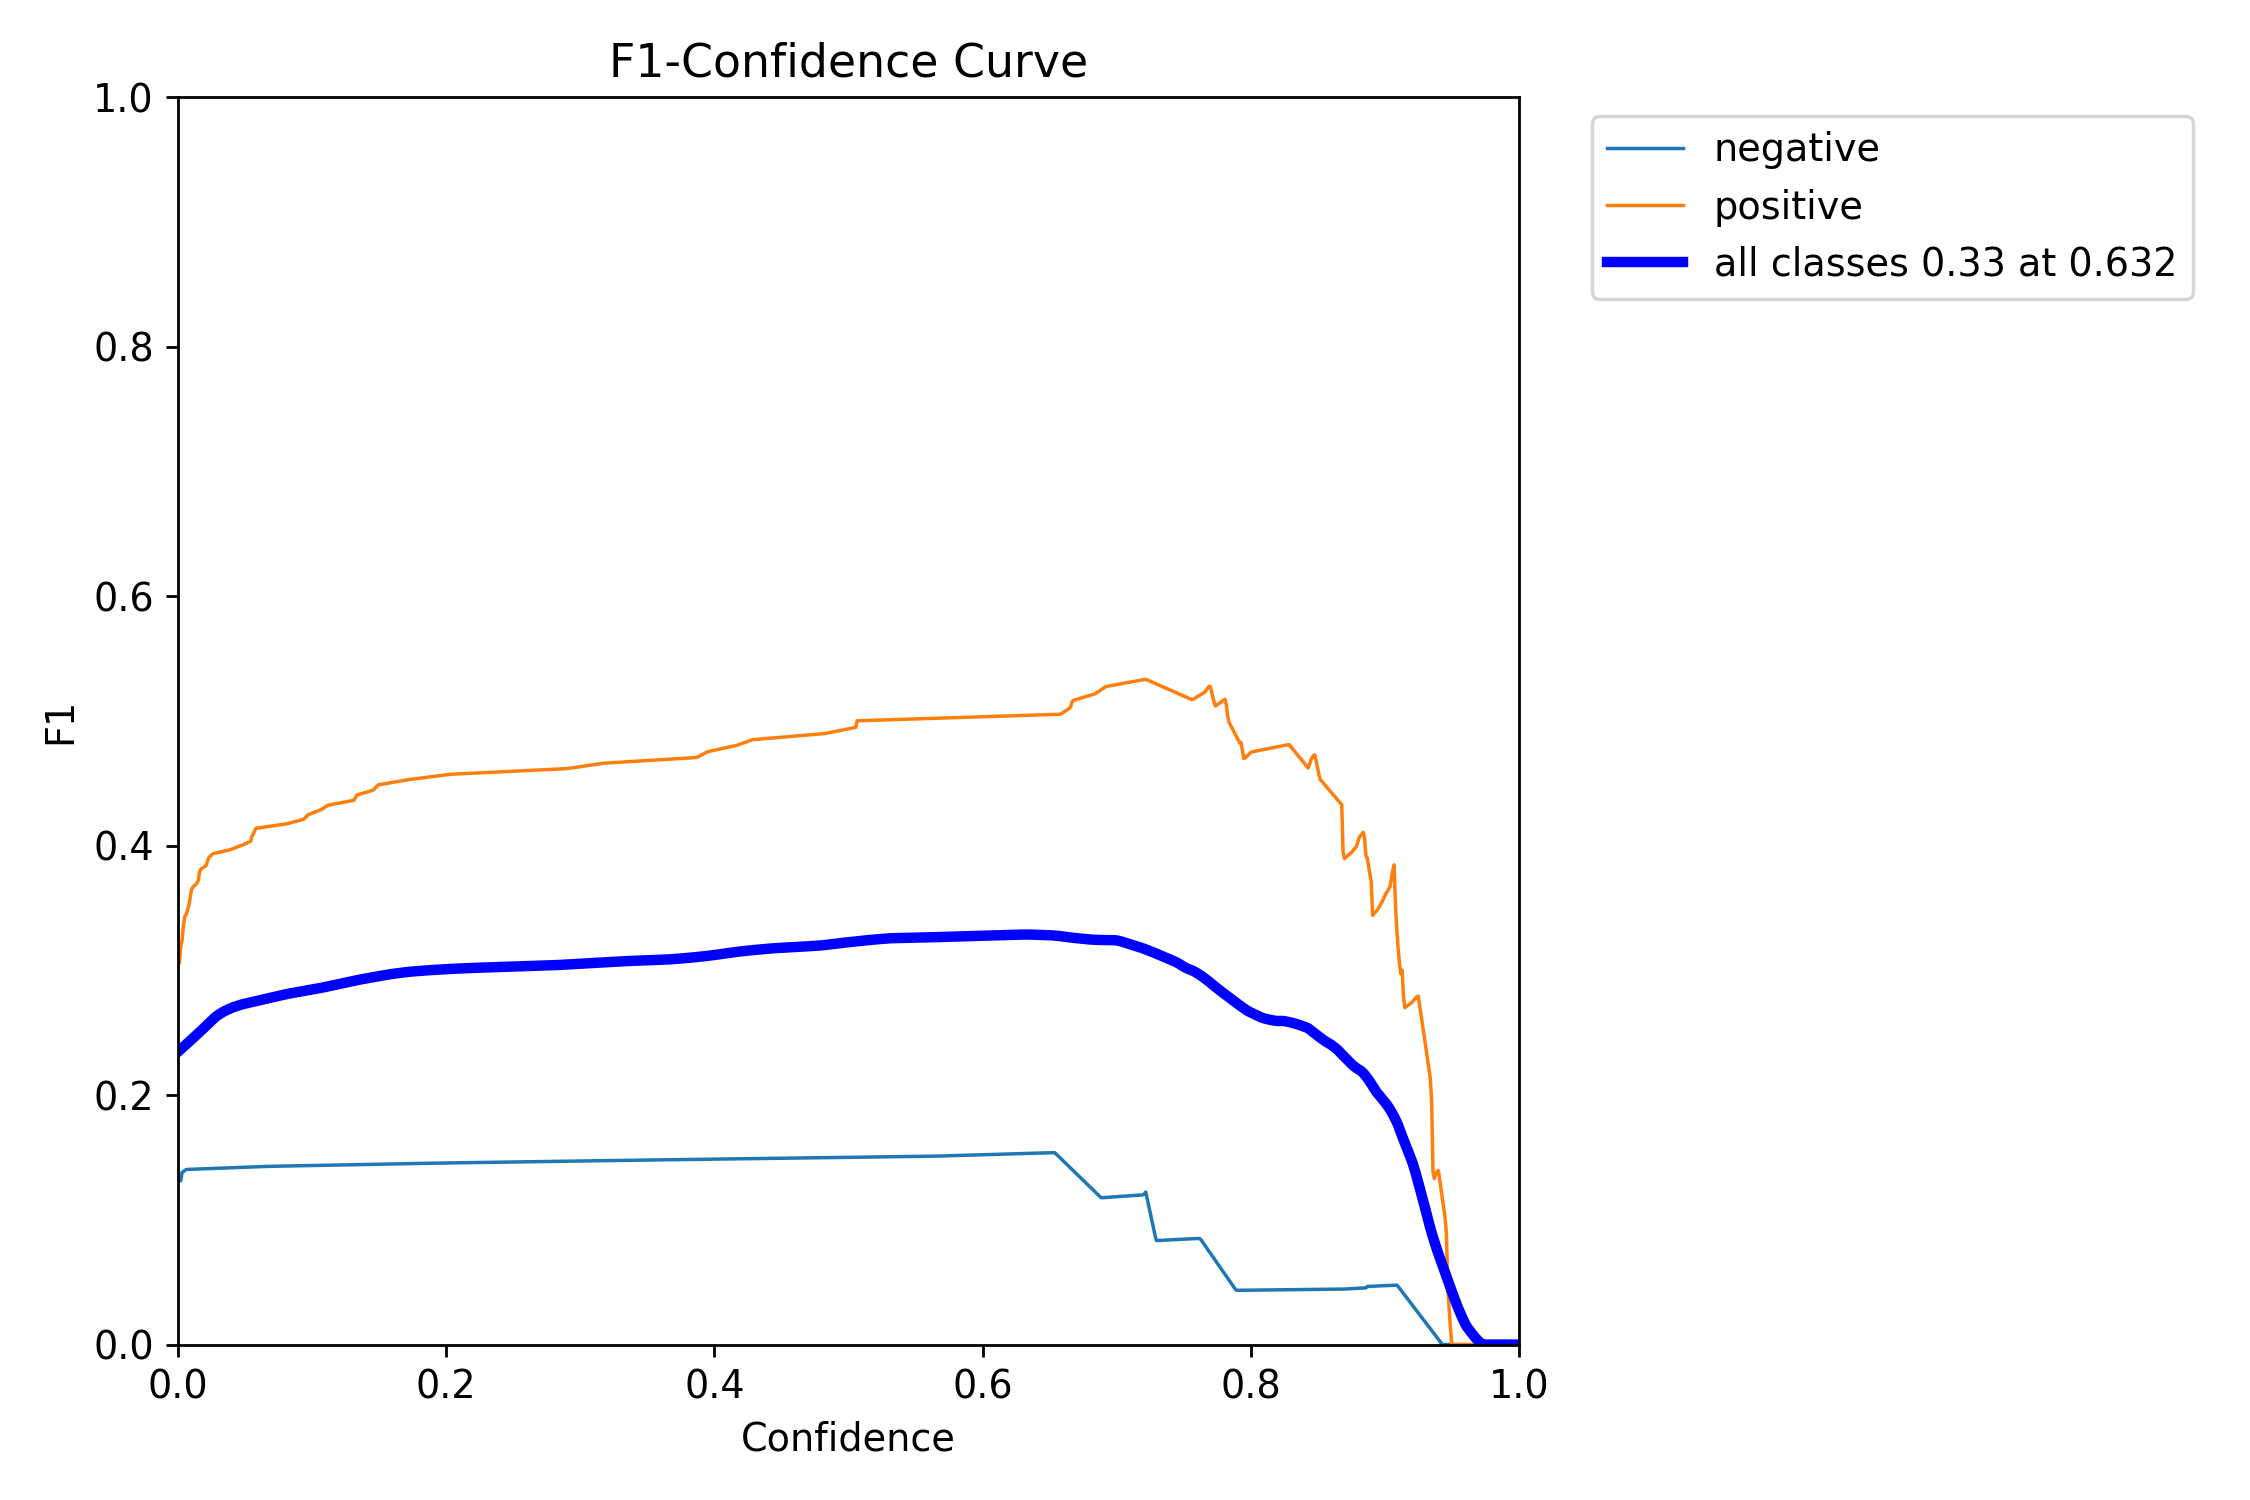 F1-Confidence Curve
negative
positive
all classes 0.33 at 0.632
1.0
0.8
0.6
0.4
0.2
0.0
F1
0.0 0.2 0.4 0.6 0.8 1.0
Confidence